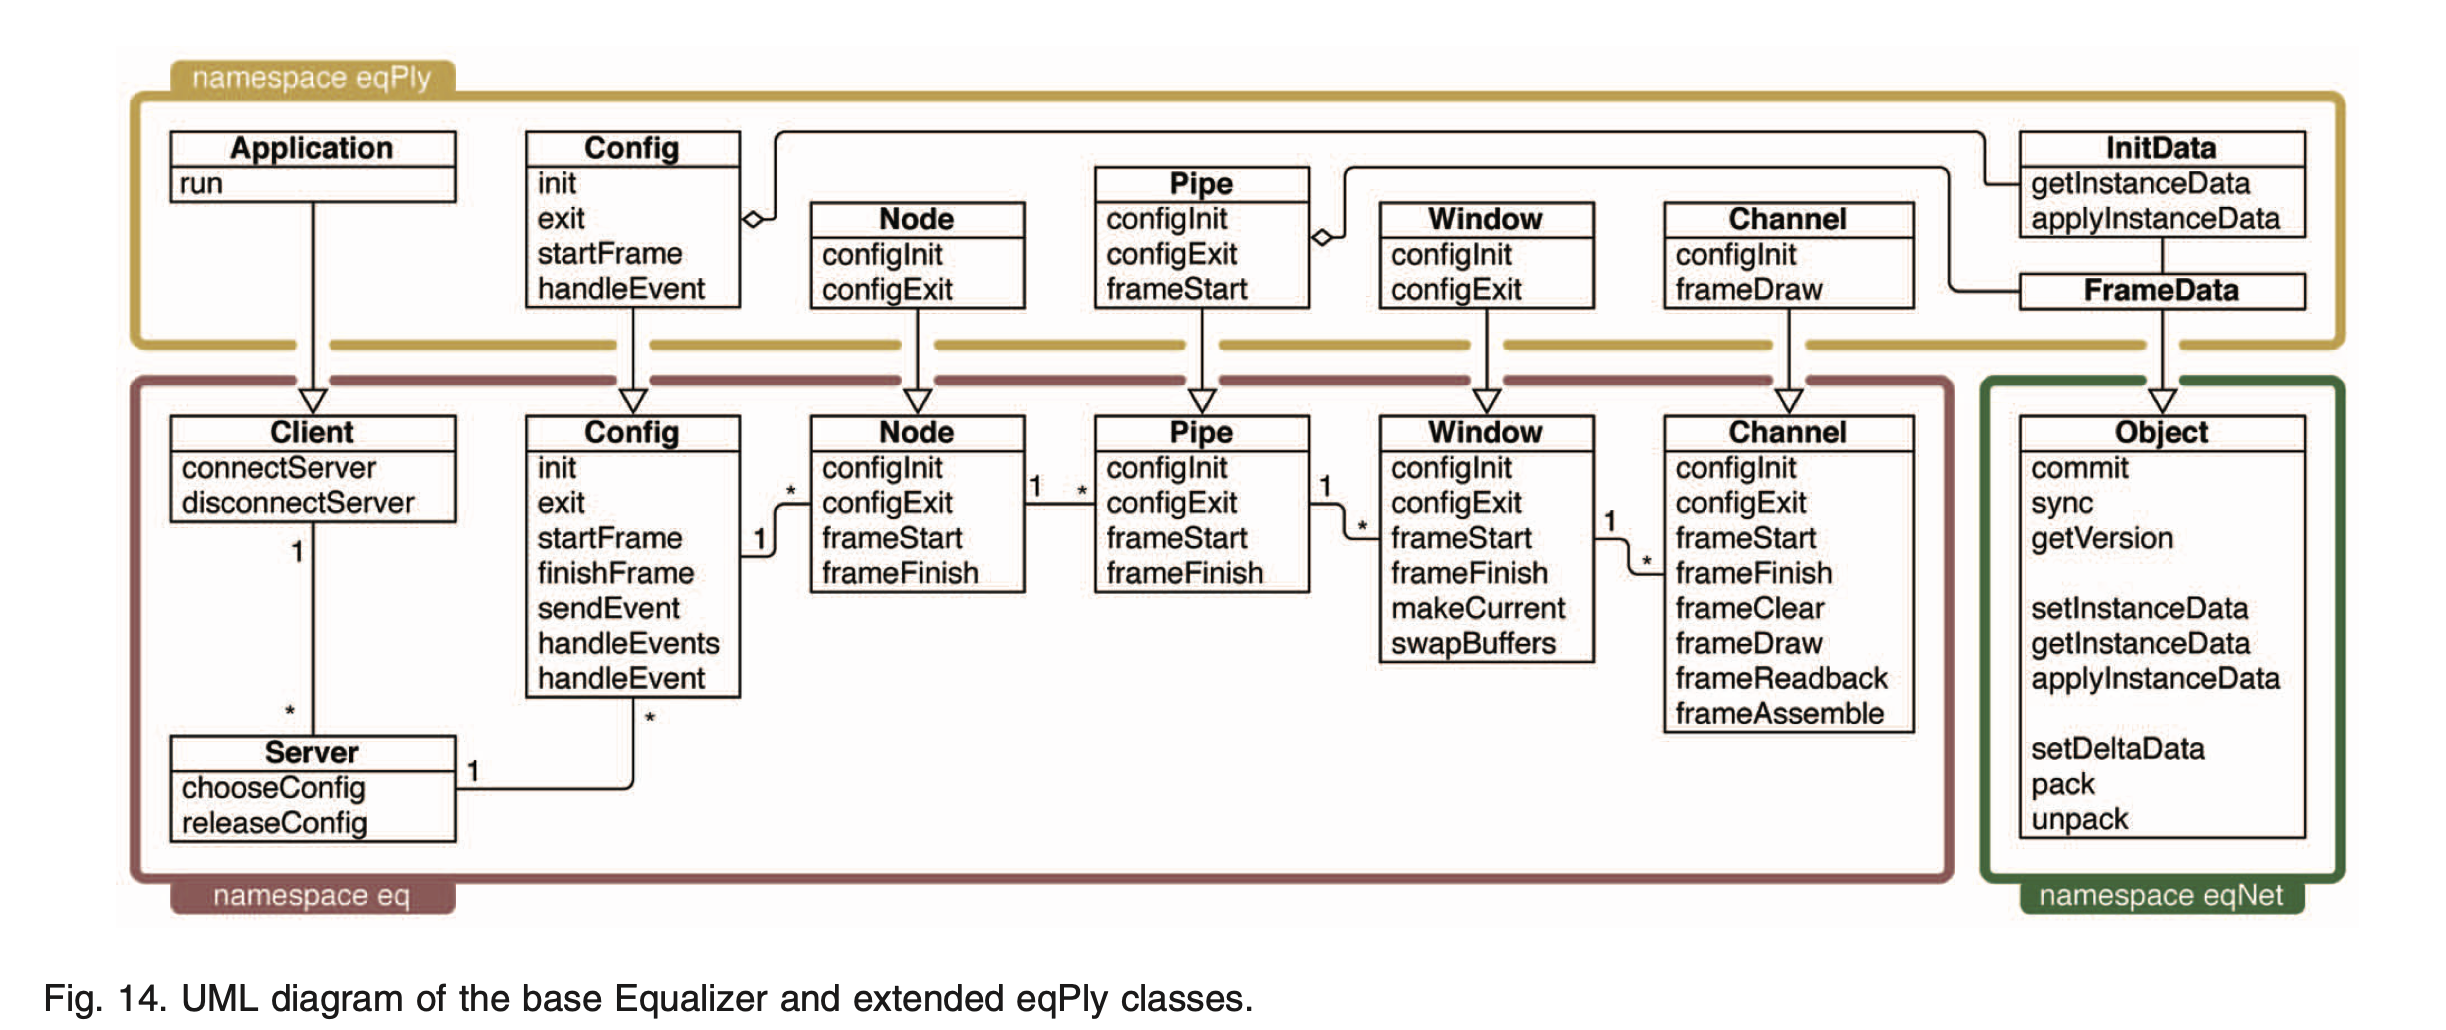 namespace eqPly
Application
run
Config
init
exit
startFrame
handleEvent
Node
configInit
configExit
Pipe
configInit
configExit
frameStart
Window
configInit
configExit
Channel
configInit
frameDraw
InitData
getInstanceData
applyInstanceData
FrameData
Client
connectServer
disconnectServer
1
*
Server
chooseConfig
releaseConfig
1
*
Config
init
exit
startFrame
finishFrame
sendEvent
handleEvents
handleEvent
1
*
Node
configInit
configExit
frameStart
frameFinish
1
*
Pipe
configInit
configExit
frameStart
frameFinish
1
*
Window
configInit
configExit
frameStart
frameFinish
makeCurrent
swapBuffers
1
*
Channel
configInit
configExit
frameStart
frameFinish
frameClear
frameDraw
frameReadback
frameAssemble
Object
commit
sync
getVersion
setInstanceData
getInstanceData
applyInstanceData
setDeltaData
pack
unpack
namespace eq
namespace eqNet
Fig. 14. UML diagram of the base Equalizer and extended eqPly classes.